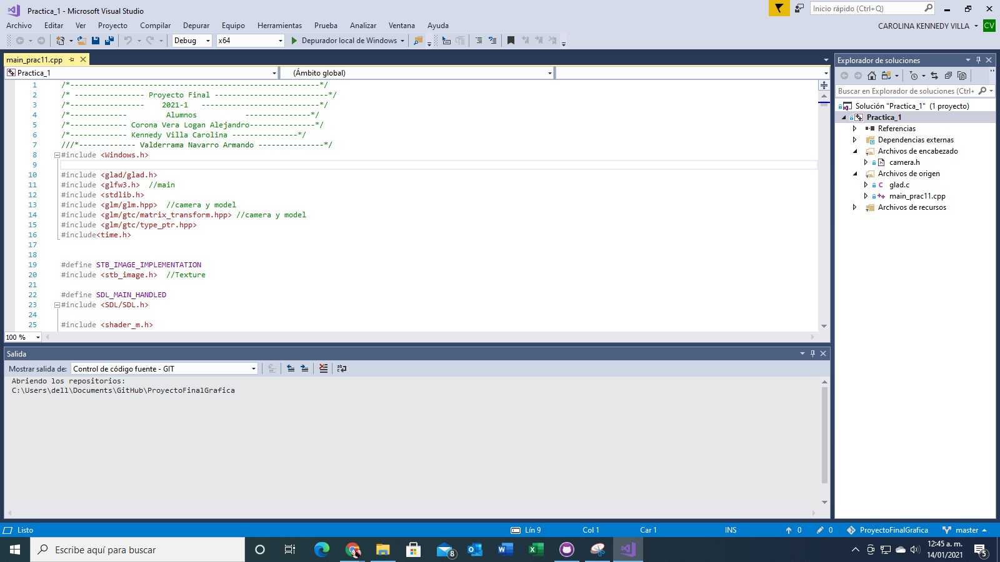 Practica_1 - Microsoft Visual Studio
Inicio rápido (Ctrl+Q)
Archivo Editar Ver Proyecto Compilar Depurar Equipo Herramientas Prueba Analizar Ventana Ayuda
CAROLINA KENNEDY VILLA CV
Debug x64 Depurador local de Windows
main_prac11.cpp
Practica_1 (Ámbito global)
1 /*---------------------------------------------------------*/
2 /* ---------------- Proyecto Final --------------------------*/
3 /*-----------------    2021-1   ---------------------------*/
4 /*-------------         Alumnos           ---------------*/
5 /*------------- Corona Vera Logan Alejandro---------------*/
6 /*------------- Kennedy Villa Carolina ---------------*/
7 ///*------------- Valderrama Navarro Armando ---------------*/
8 #include <Windows.h>
9
10 #include <glad/glad.h>
11 #include <glfw3.h>  //main
12 #include <stdlib.h>
13 #include <glm/glm.hpp>  //camera y model
14 #include <glm/gtc/matrix_transform.hpp> //camera y model
15 #include <glm/gtc/type_ptr.hpp>
16 #include<time.h>
17
18
19 #define STB_IMAGE_IMPLEMENTATION
20 #include <stb_image.h>  //Texture
21
22 #define SDL_MAIN_HANDLED
23 #include <SDL/SDL.h>
24
25 #include <shader_m.h>
100 %
Salida
Mostrar salida de: Control de código fuente - GIT
Abriendo los repositorios:
C:\Users\dell\Documents\GitHub\ProyectoFinalGrafica
Explorador de soluciones
Buscar en Explorador de soluciones (Ctrl+
Solución "Practica_1" (1 proyecto)
Practica_1
Referencias
Dependencias externas
Archivos de encabezado
camera.h
Archivos de origen
glad.c
main_prac11.cpp
Archivos de recursos
Listo Lín 9 Col 1 Car 1 INS 0 0 ProyectoFinalGrafica master
Escribe aquí para buscar
8
12:45 a. m.
14/01/2021
5